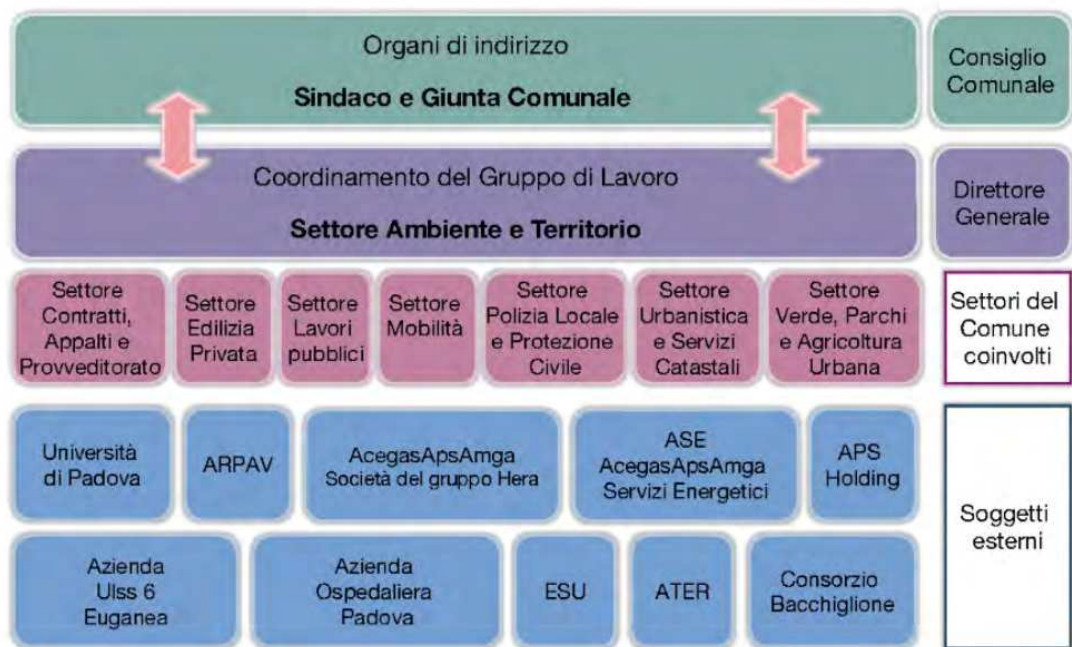 Organi di indirizzo
Sindaco e Giunta Comunale
Consiglio
Comunale
Coordinamento del Gruppo di Lavoro
Settore Ambiente e Territorio
Direttore
Generale
Settore
Contratti,
Appalti e
Provveditorato
Settore
Edilizia
Privata
Settore
Lavori
pubblici
Settore
Mobilità
Settore
Polizia Locale
e Protezione
Civile
Settore
Urbanistica
e Servizi
Catastali
Settore
Verde, Parchi
e Agricoltura
Urbana
Settori del
Comune
coinvolti
Università
di Padova
ARPAV
AcegasApsAmga
Società del gruppo Hera
ASE
AcegasApsAmga
Servizi Energetici
APS
Holding
Soggetti
esterni
Azienda
Ulss 6
Euganea
Azienda
Ospedaliera
Padova
ESU
ATER
Consorzio
Bacchiglione